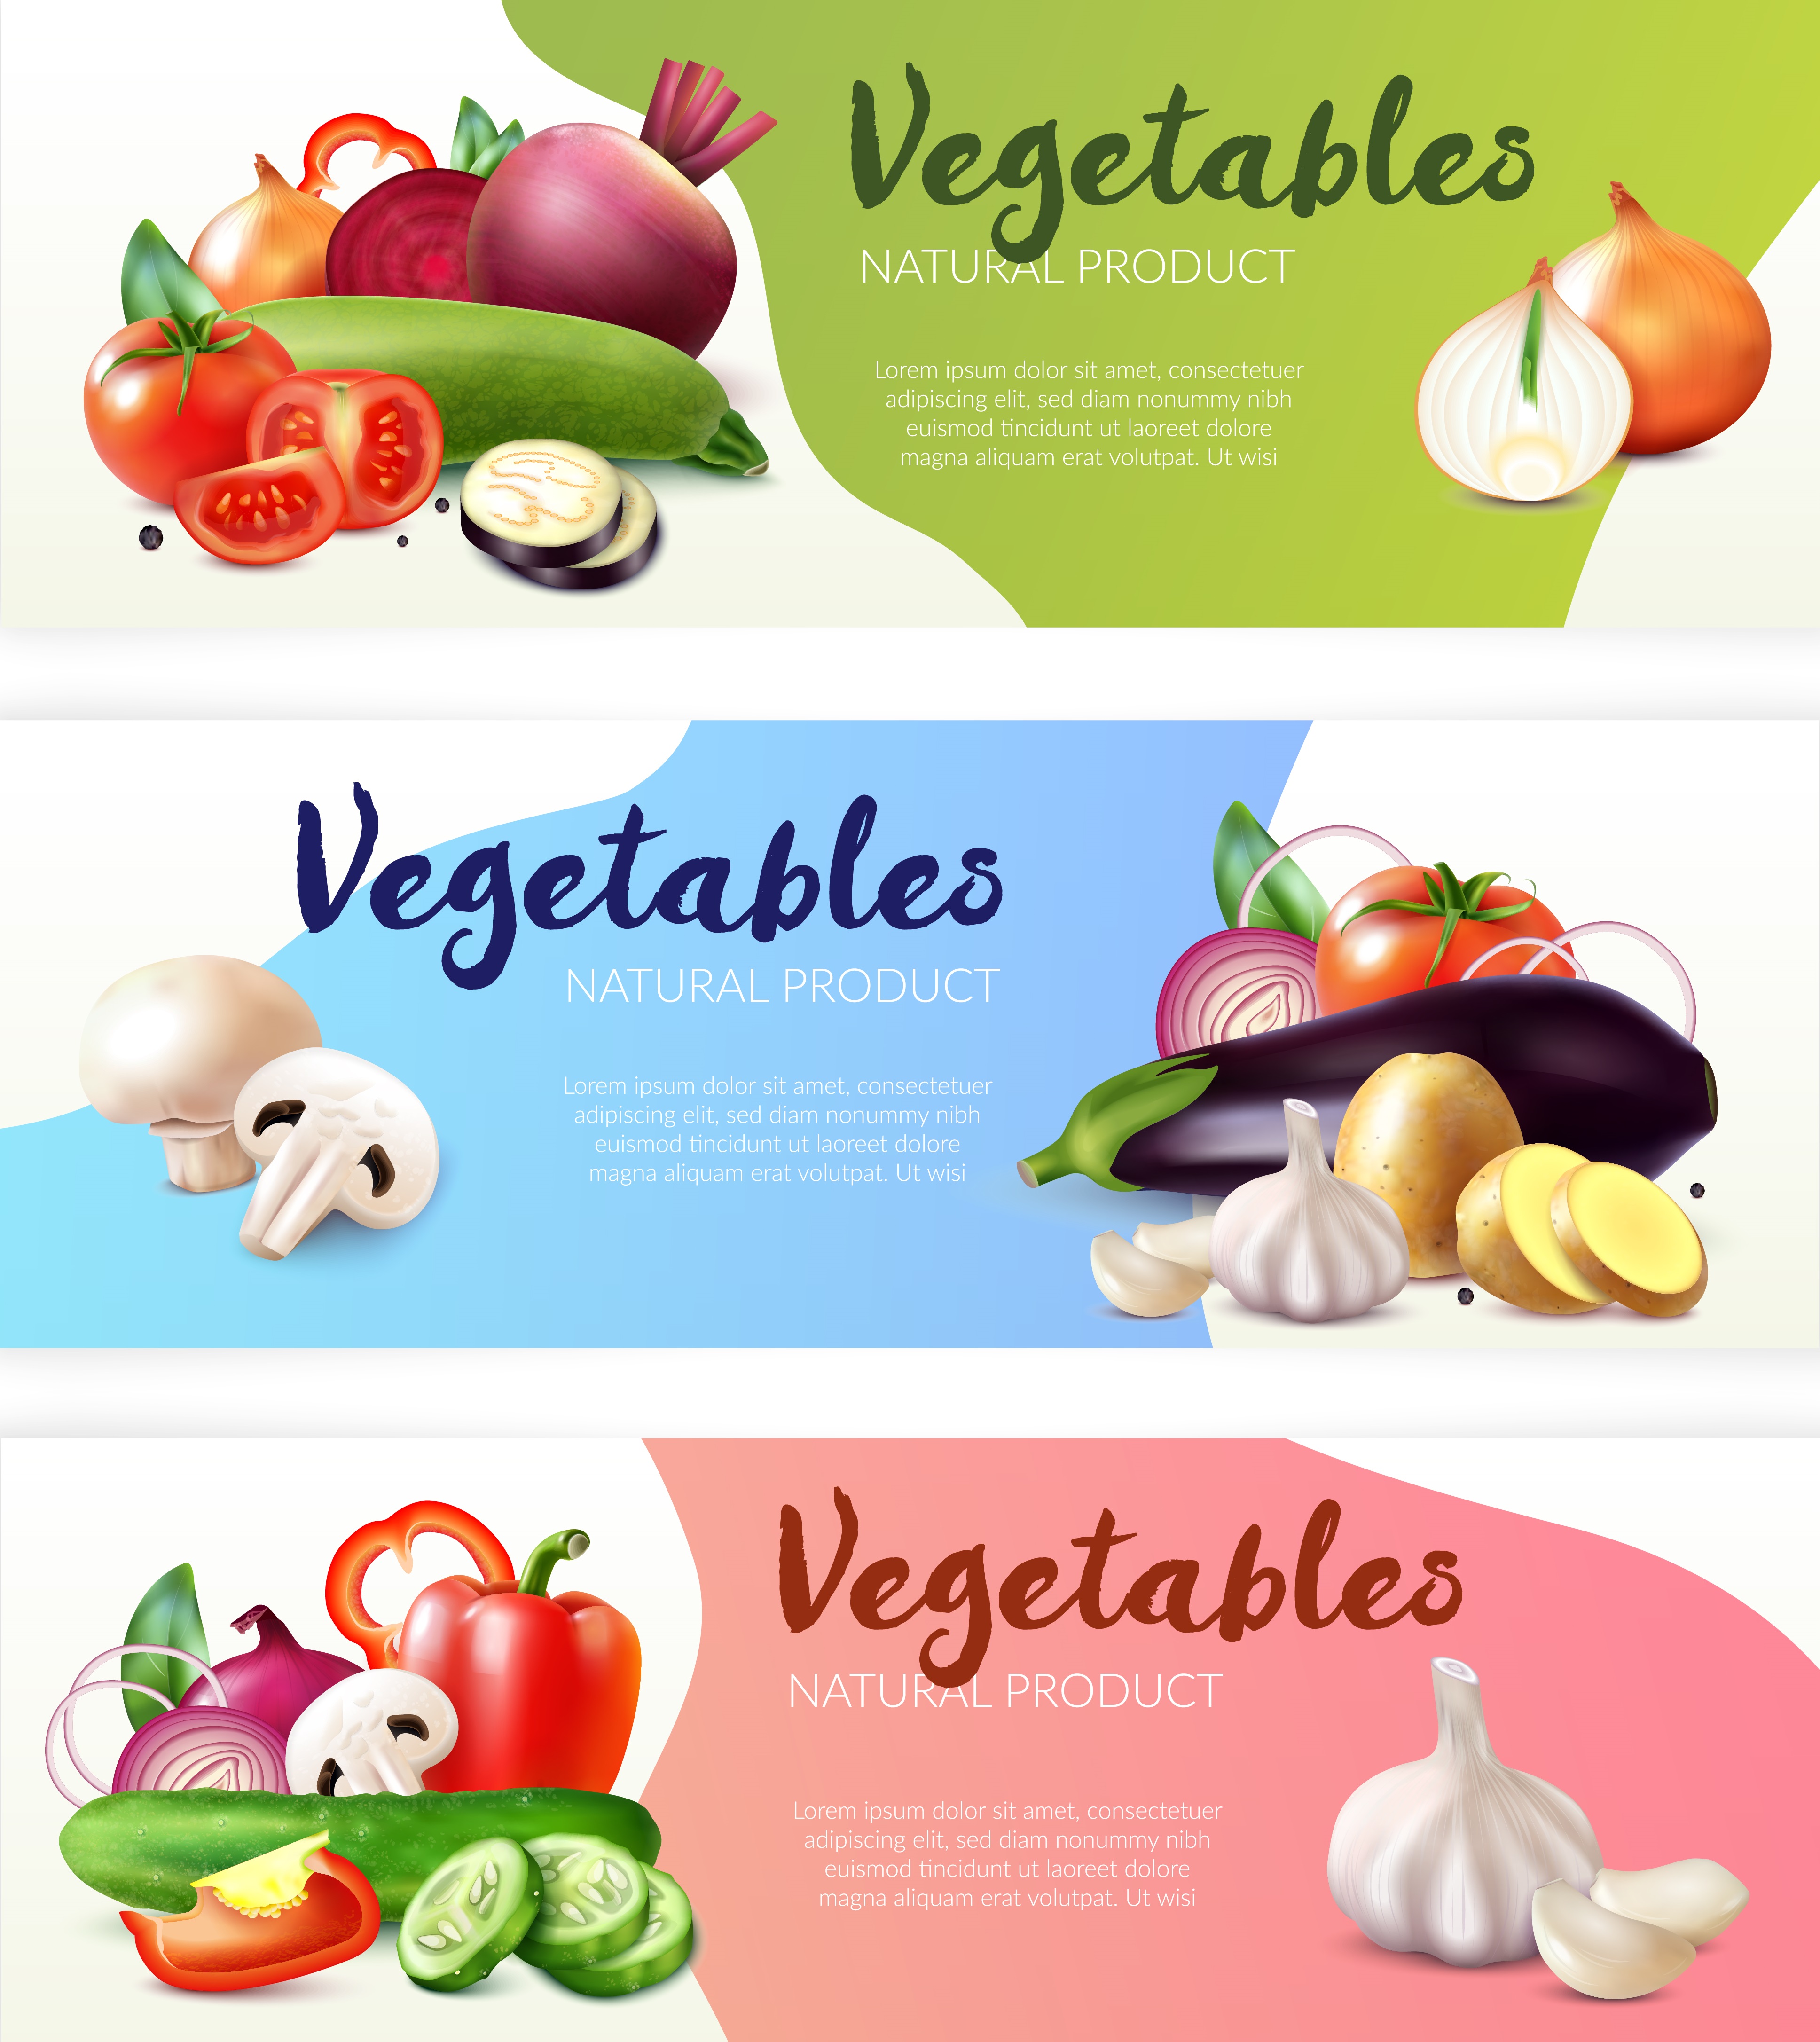 Vegetables
NATURAL PRODUCT
Lorem ipsum dolor sit amet, consectetuer
adipiscing elit, sed diam nonummy nibh
euismod tincidunt ut laoreet dolore
magna aliquam erat volutpat. Ut wisi
Vegetables
NATURAL PRODUCT
Lorem ipsum dolor sit amet, consectetuer
adipiscing elit, sed diam nonummy nibh
euismod tincidunt ut laoreet dolore
magna aliquam erat volutpat. Ut wisi
Vegetables
NATURAL PRODUCT
Lorem ipsum dolor sit amet, consectetuer
adipiscing elit, sed diam nonummy nibh
euismod tincidunt ut laoreet dolore
magna aliquam erat volutpat. Ut wisi